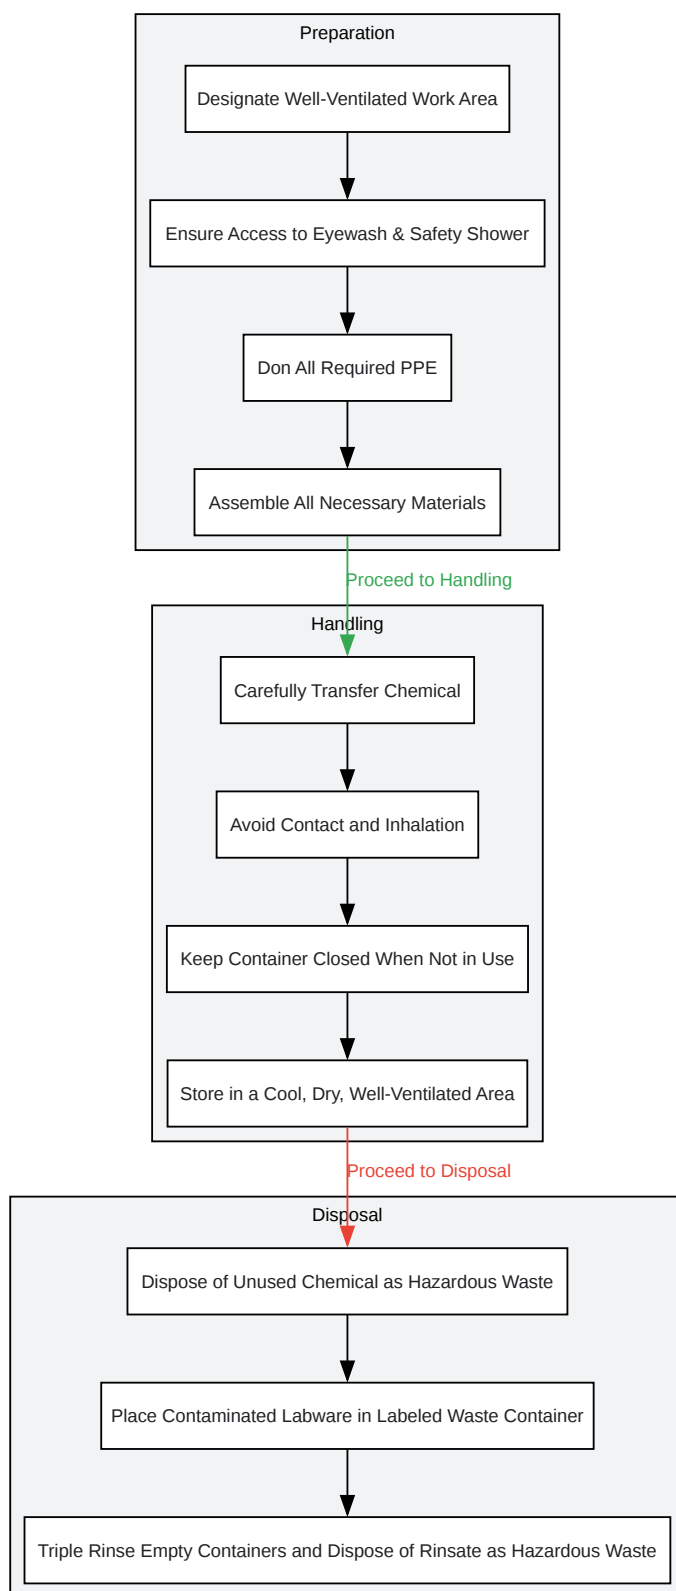 Preparation
Designate Well-Ventilated Work Area
Ensure Access to Eyewash & Safety Shower
Don All Required PPE
Assemble All Necessary Materials
Proceed to Handling
Handling
Carefully Transfer Chemical
Avoid Contact and Inhalation
Keep Container Closed When Not in Use
Store in a Cool, Dry, Well-Ventilated Area
Proceed to Disposal
Disposal
Dispose of Unused Chemical as Hazardous Waste
Place Contaminated Labware in Labeled Waste Container
Triple Rinse Empty Containers and Dispose of Rinsate as Hazardous Waste